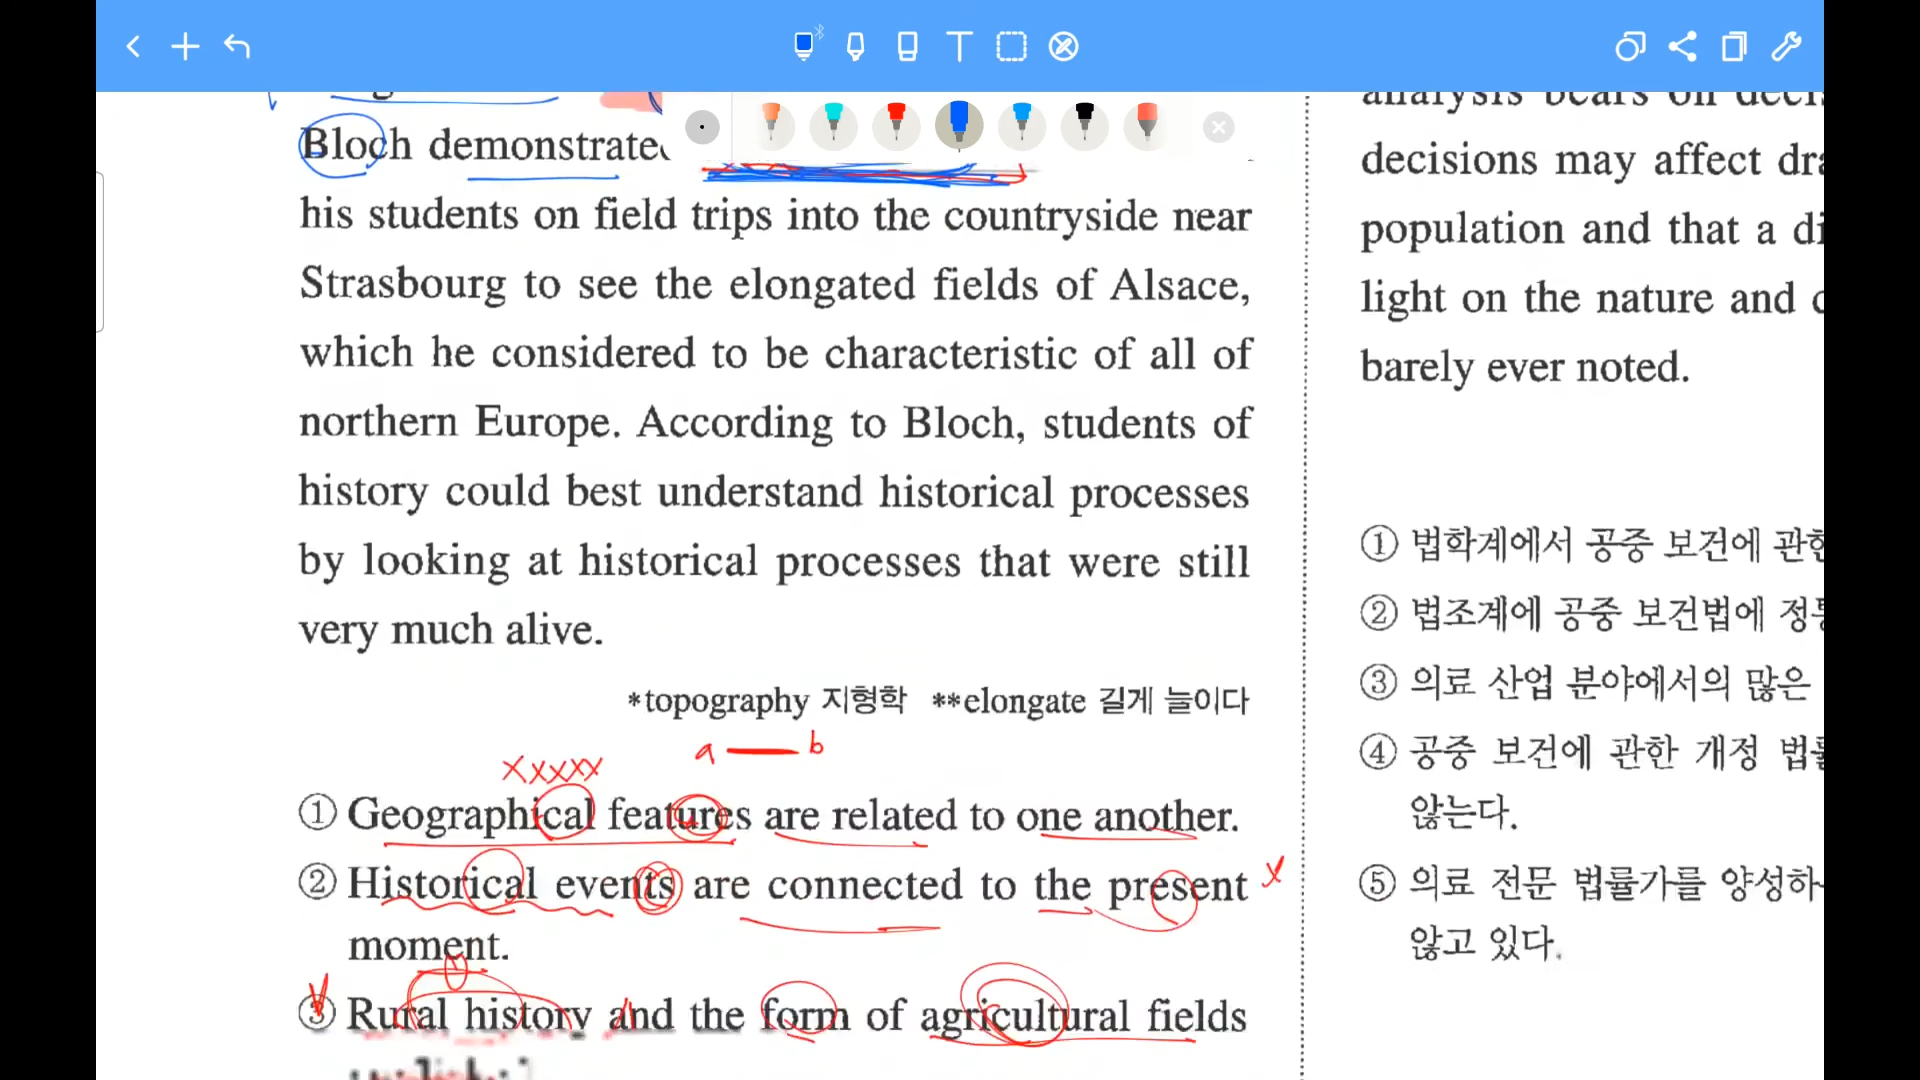 Bloch demonstrated
his students on field trips into the countryside near
Strasbourg to see the elongated fields of Alsace,
which he considered to be characteristic of all of
northern Europe. According to Bloch, students of
history could best understand historical processes
by looking at historical processes that were still
very much alive.
*topography 지형학 **elongate 길게 늘이다
a — b
xxxxx
① Geographical features are related to one another.
② Historical events are connected to the present x
moment.
③ Rural history and the form of agricultural fields
analysis bears on
decisions may affect
population and that a
light on the nature and
barely ever noted.
① 법학계에서 공중 보건에
② 법조계에 공중 보건법에
③ 의료 산업 분야에서의 많은
④ 공중 보건에 관한 개정
않는다.
⑤ 의료 전문 법률가를
않고 있다.